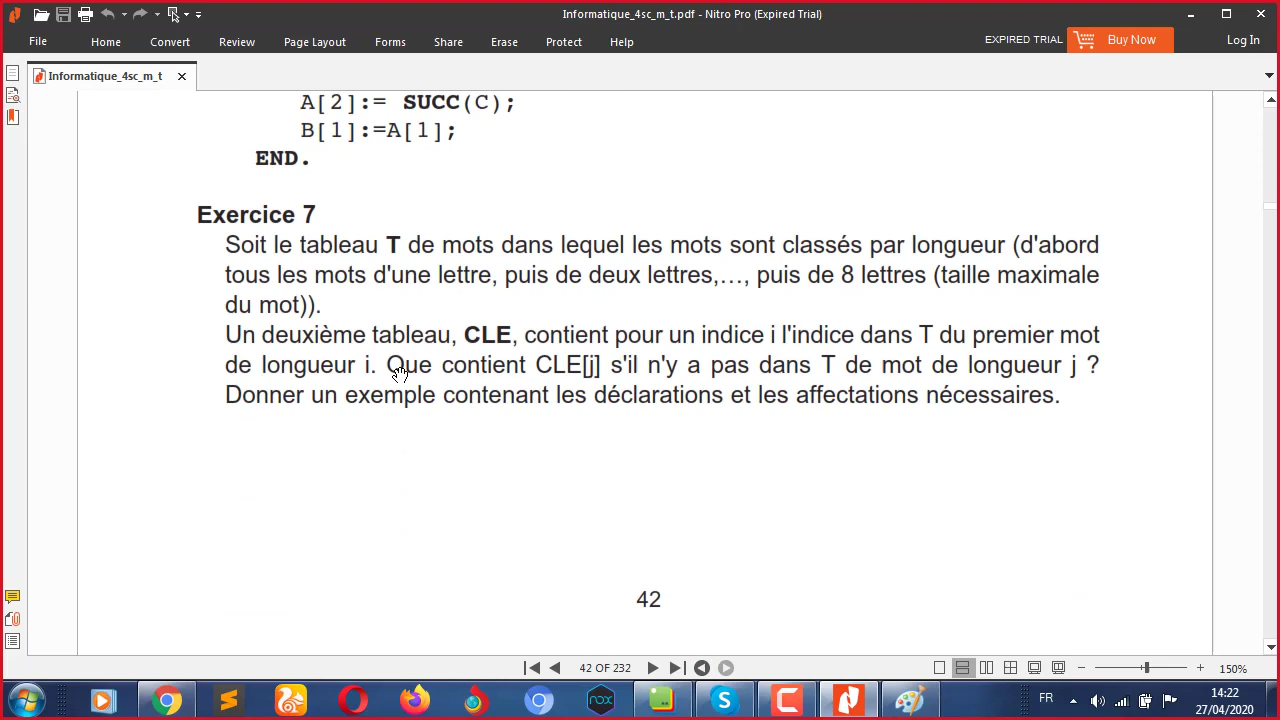 Informatique_4sc_m_t.pdf - Nitro Pro (Expired Trial)
File Home Convert Review Page Layout Forms Share Erase Protect Help EXPIRED TRIAL Buy Now Log In
Informatique_4sc_m_t
A[2]:= SUCC(C);
B[1]:=A[1];
END.
Exercice 7
Soit le tableau T de mots dans lequel les mots sont classés par longueur (d'abord
tous les mots d'une lettre, puis de deux lettres,…, puis de 8 lettres (taille maximale
du mot)).
Un deuxième tableau, CLE, contient pour un indice i l'indice dans T du premier mot
de longueur i. Que contient CLE[j] s'il n'y a pas dans T de mot de longueur j ?
Donner un exemple contenant les déclarations et les affectations nécessaires.
42
42 OF 232
150%
FR
14:22
27/04/2020